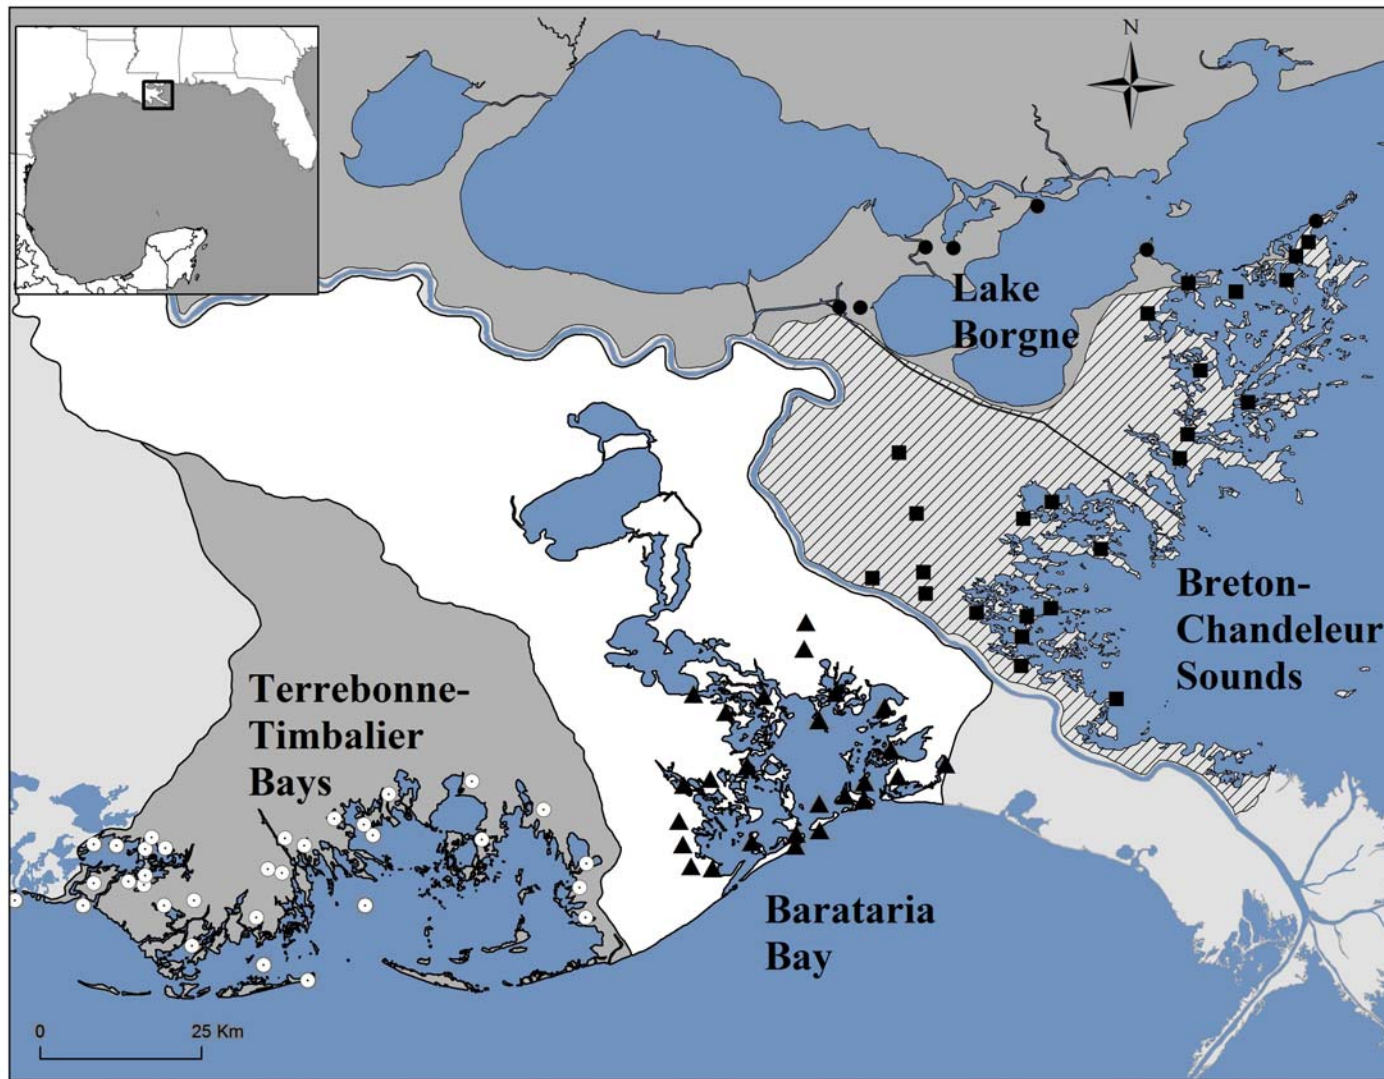 N
Lake
Borgne
Breton-
Chandeleur
Sounds
Terrebonne-
Timbalier
Bays
Barataria
Bay
0 25 Km